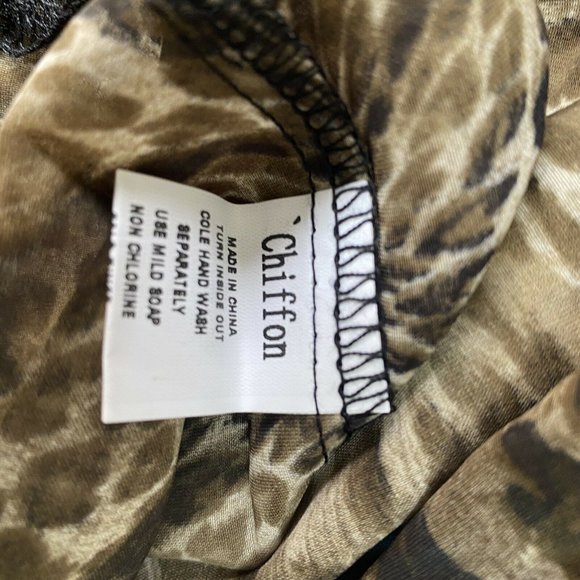 `Chiffon
MADE IN CHINA
TURN INSIDE OUT
COLE HAND WASH
SEPARATELY
USE MILD SOAP
NON CHLORINE